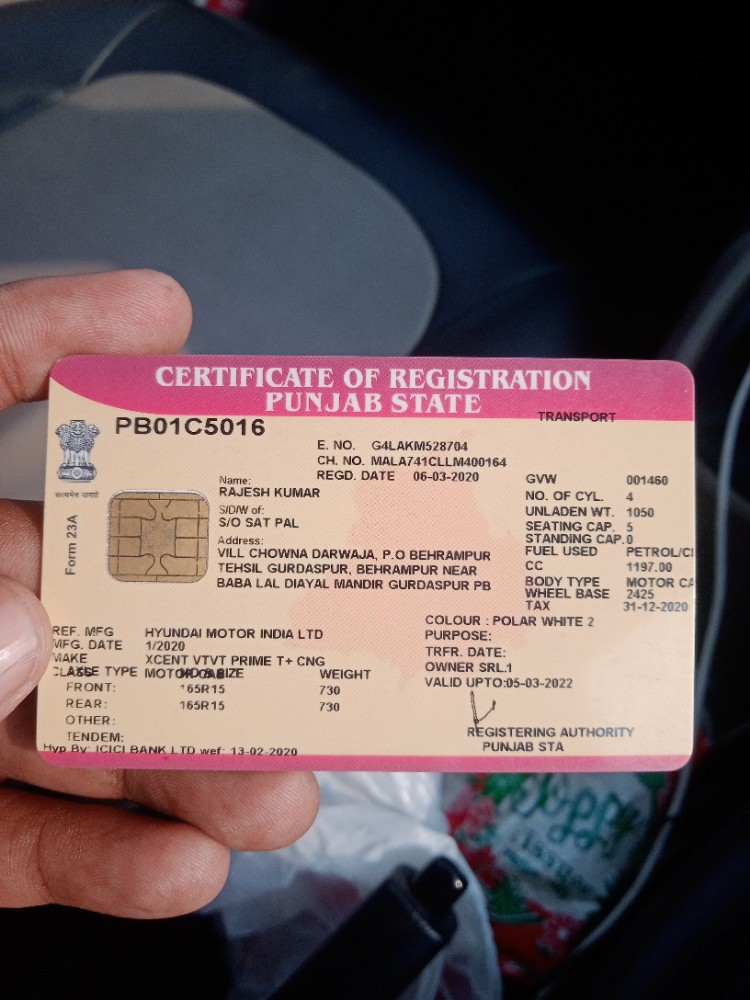 CERTIFICATE OF REGISTRATION
PUNJAB STATE
TRANSPORT
PB01C5016
E. NO. G4LAKM528704
CH. NO. MALA741CLLM400164
REGD. DATE 06-03-2020
सत्यमेव जयते
Form 23A
Name:
RAJESH KUMAR
S/D/W of:
S/O SAT PAL
Address:
VILL CHOWNA DARWAJA, P.O BEHRAMPUR
TEHSIL GURDASPUR, BEHRAMPUR NEAR
BABA LAL DIAYAL MANDIR GURDASPUR PB
GVW 001460
NO. OF CYL. 4
UNLADEN WT. 1050
SEATING CAP. 5
STANDING CAP. 0
FUEL USED PETROL/C
CC 1197.00
BODY TYPE MOTOR CA
WHEEL BASE 2425
TAX 31-12-2020
REF. MFG HYUNDAI MOTOR INDIA LTD
MFG. DATE 1/2020
MAKE XCENT VTVT PRIME T+ CNG
TYPE MOTOR SIZE WEIGHT
FRONT: 165R15 730
REAR: 165R15 730
OTHER:
TENDEM:
Hyp By: ICICI BANK LTD wef: 13-02-2020
COLOUR : POLAR WHITE 2
PURPOSE:
TRFR. DATE:
OWNER SRL.1
VALID UPTO:05-03-2022
REGISTERING AUTHORITY
PUNJAB STA